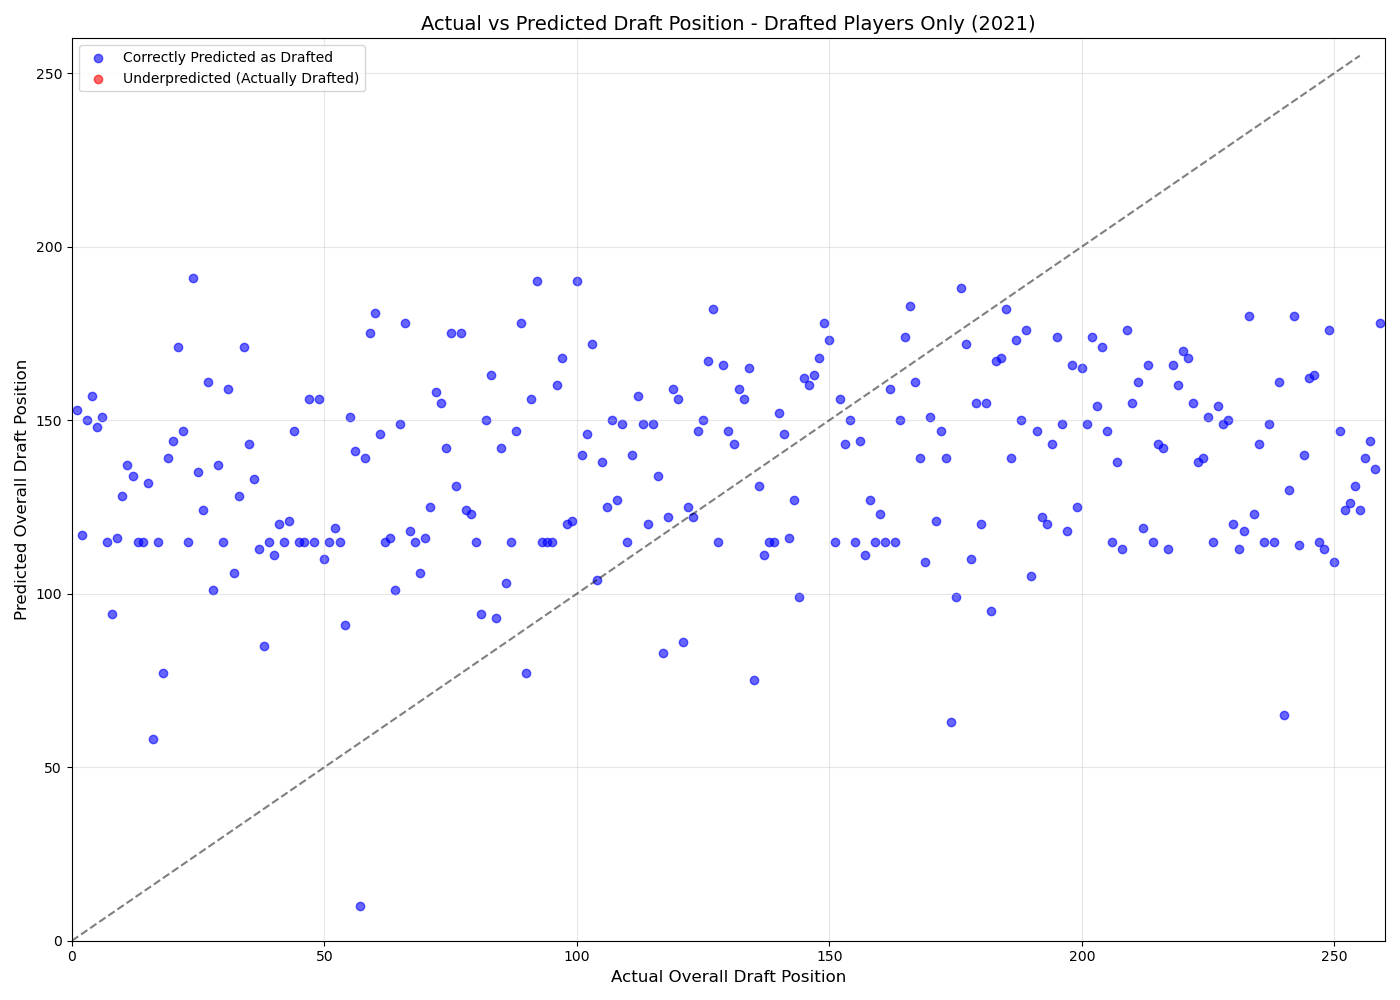 Actual vs Predicted Draft Position - Drafted Players Only (2021)
Correctly Predicted as Drafted
Underpredicted (Actually Drafted)
Predicted Overall Draft Position
250
200
150
100
50
0
0 50 100 150 200 250
Actual Overall Draft Position